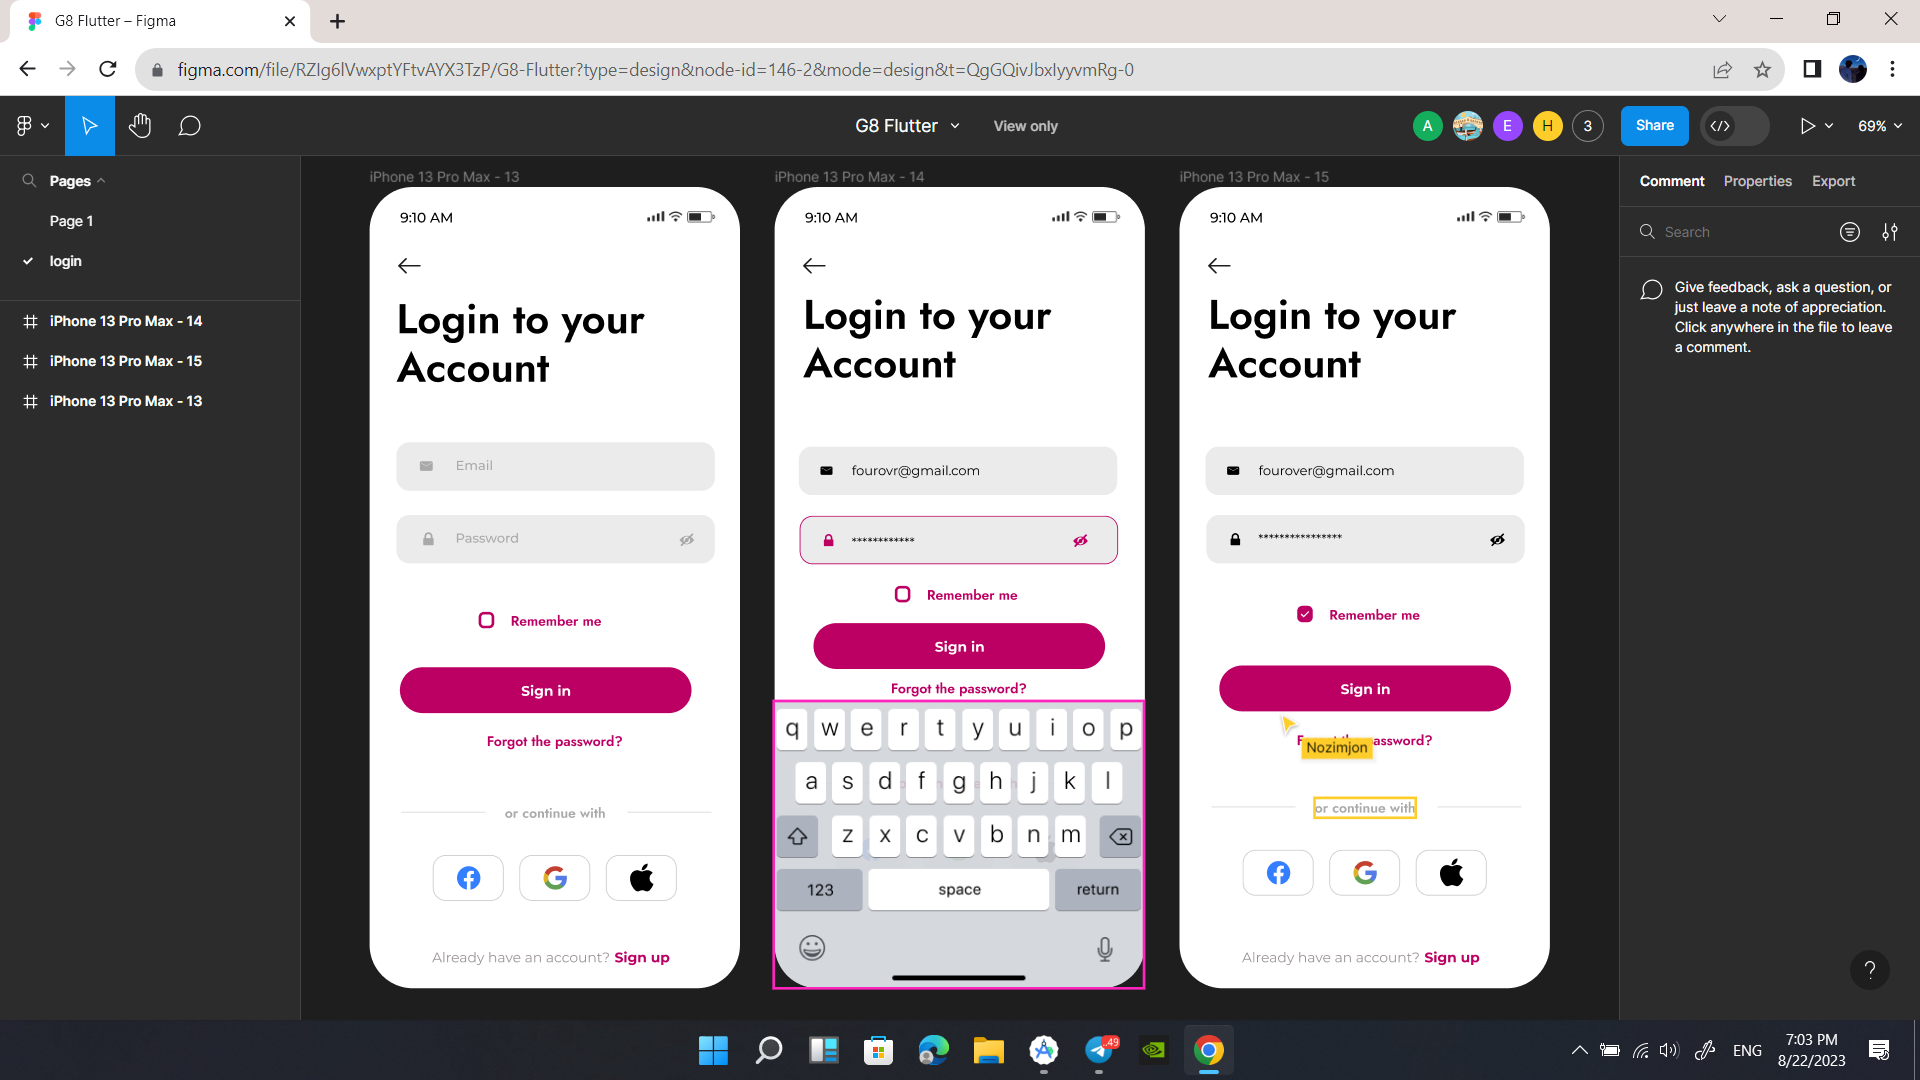 G8 Flutter – Figma
figma.com/file/RZIg6lVwxptYFtvAYX3TzP/G8-Flutter?type=design&node-id=146-2&mode=design&t=QgGQivJbxIyyvmRg-0
G8 Flutter
View only
A
E
H
3
Share
69%
Pages
Page 1
login
iPhone 13 Pro Max - 14
iPhone 13 Pro Max - 15
iPhone 13 Pro Max - 13
iPhone 13 Pro Max - 13
9:10 AM
Login to your
Account
Email
Password
Remember me
Sign in
Forgot the password?
or continue with
Already have an account? Sign up
iPhone 13 Pro Max - 14
9:10 AM
Login to your
Account
fourovr@gmail.com
************
Remember me
Sign in
Forgot the password?
q w e r t y u i o p
a s d f g h j k l
z x c v b n m
123 space return
iPhone 13 Pro Max - 15
9:10 AM
Login to your
Account
fourover@gmail.com
****************
Remember me
Sign in
Nozimjon
assword?
or continue with
Already have an account? Sign up
Comment Properties Export
Search
Give feedback, ask a question, or
just leave a note of appreciation.
Click anywhere in the file to leave
a comment.
?
49
ENG
7:03 PM
8/22/2023